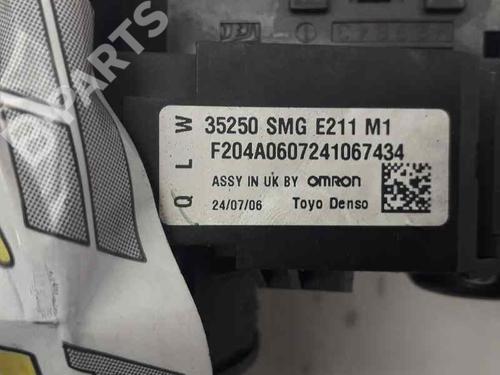 PARTS
Q L W
35250 SMG E211 M1
F204A0607241067434
ASSY IN UK BY OMRON
24/07/06 Toyo Denso